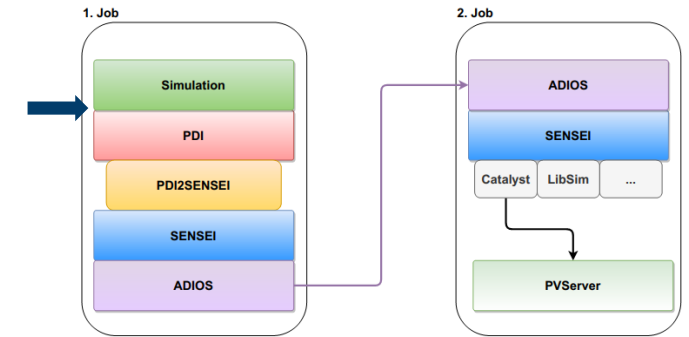 1. Job
Simulation
PDI
PDI2SENSEI
SENSEI
ADIOS
2. Job
ADIOS
SENSEI
Catalyst
LibSim
...
PVServer